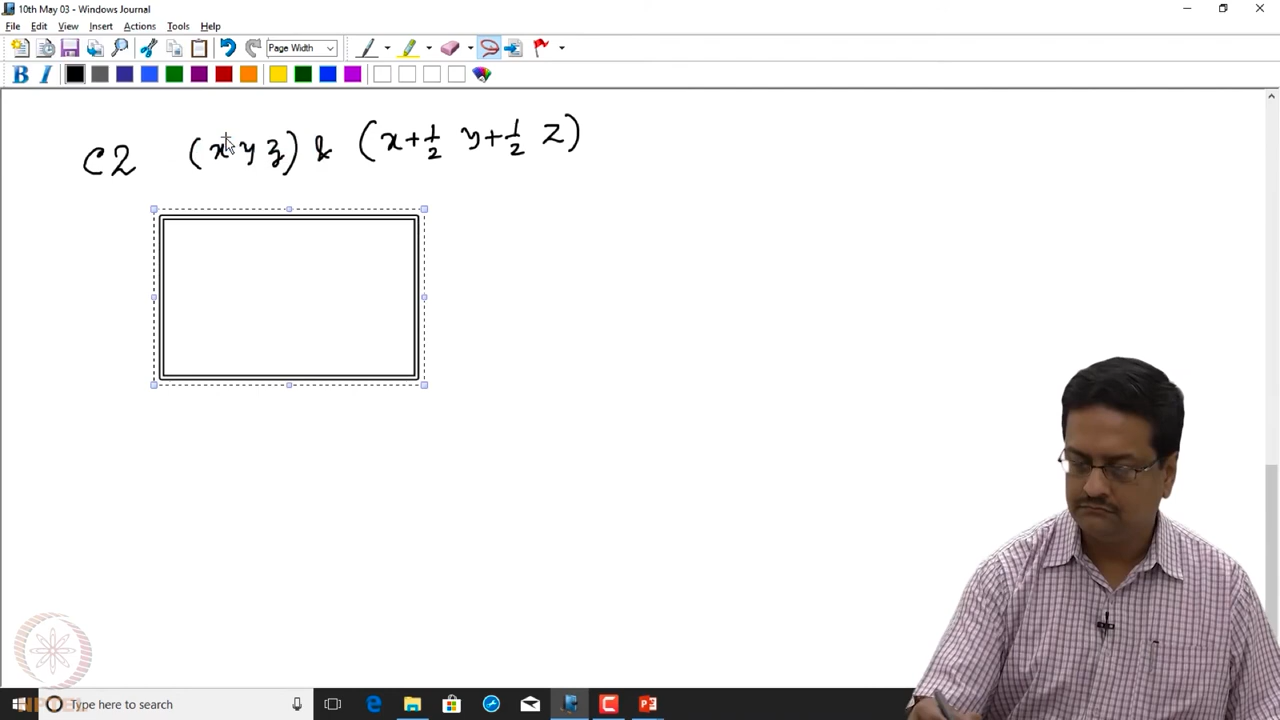 10th May 03 - Windows Journal
File Edit View Insert Actions Tools Help
Page Width
B I
C2 (x y z) & (x+1/2 y+1/2 z)
Type here to search